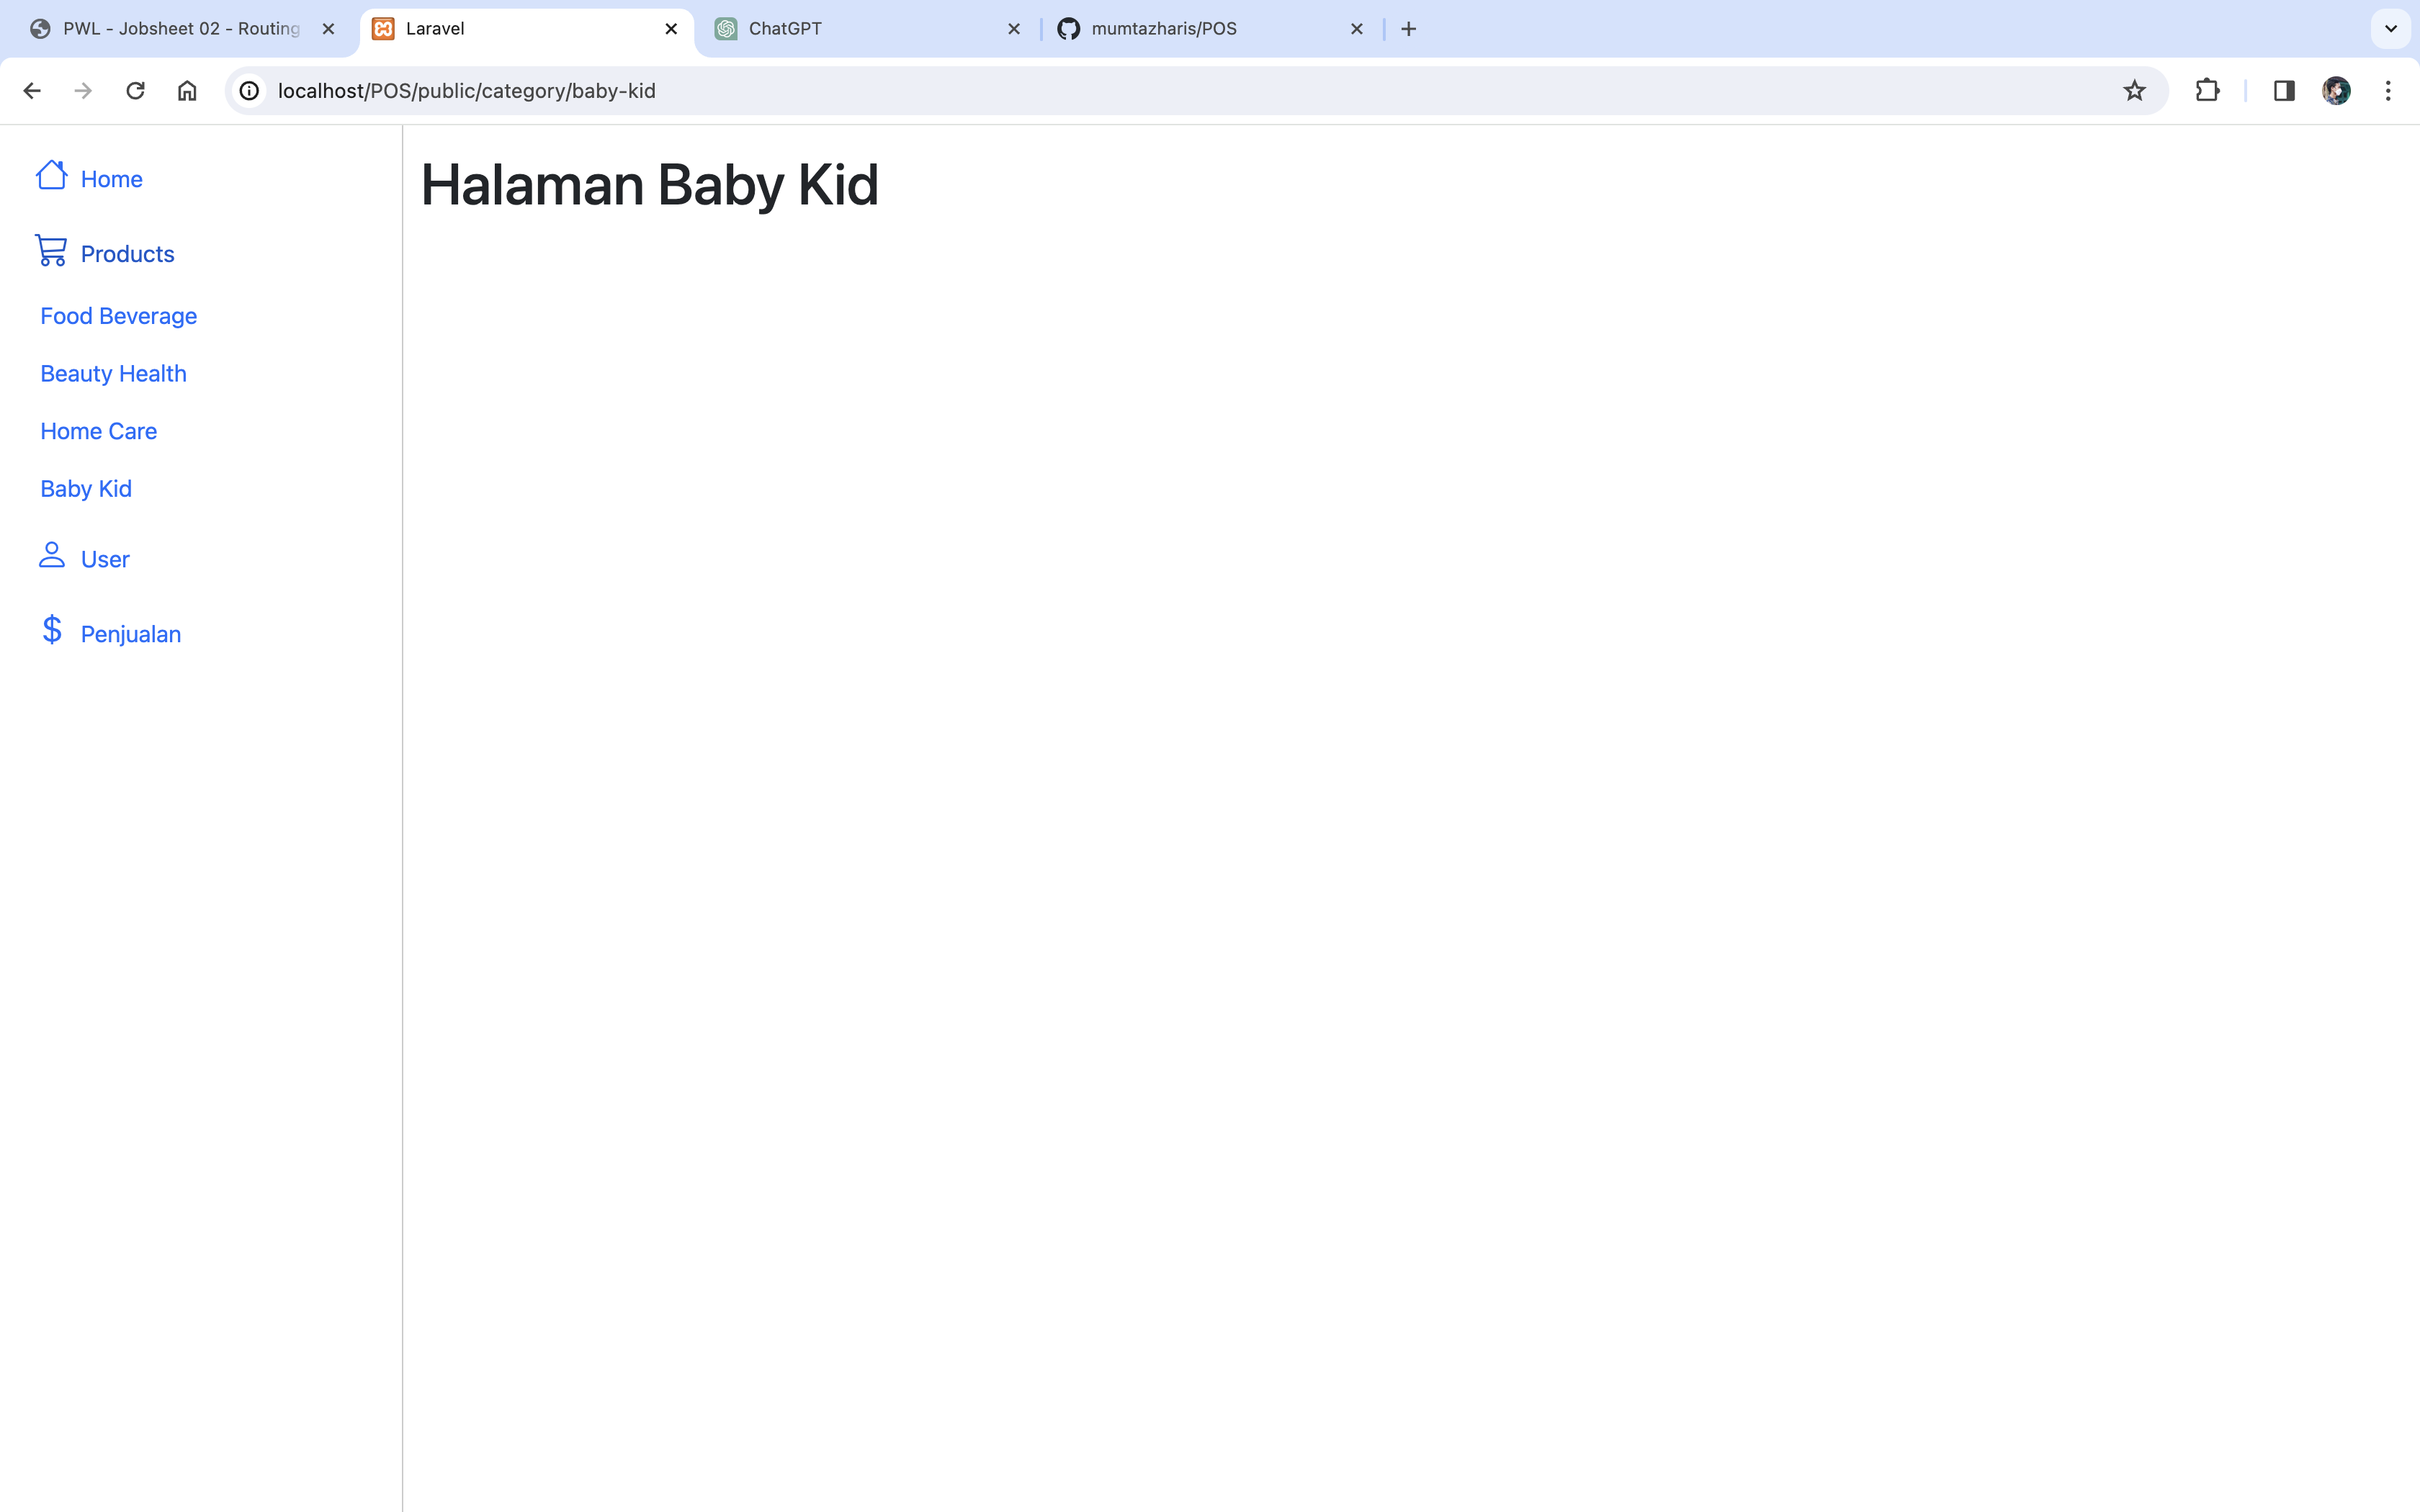 PWL - Jobsheet 02 - Routing
Laravel
ChatGPT
mumtazharis/POS
localhost/POS/public/category/baby-kid
Home
Products
Food Beverage
Beauty Health
Home Care
Baby Kid
User
$ Penjualan
Halaman Baby Kid